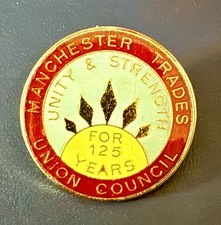 MANCHESTER TRADES
UNION COUNCIL
UNITY & STRENGTH
FOR
125
YEARS